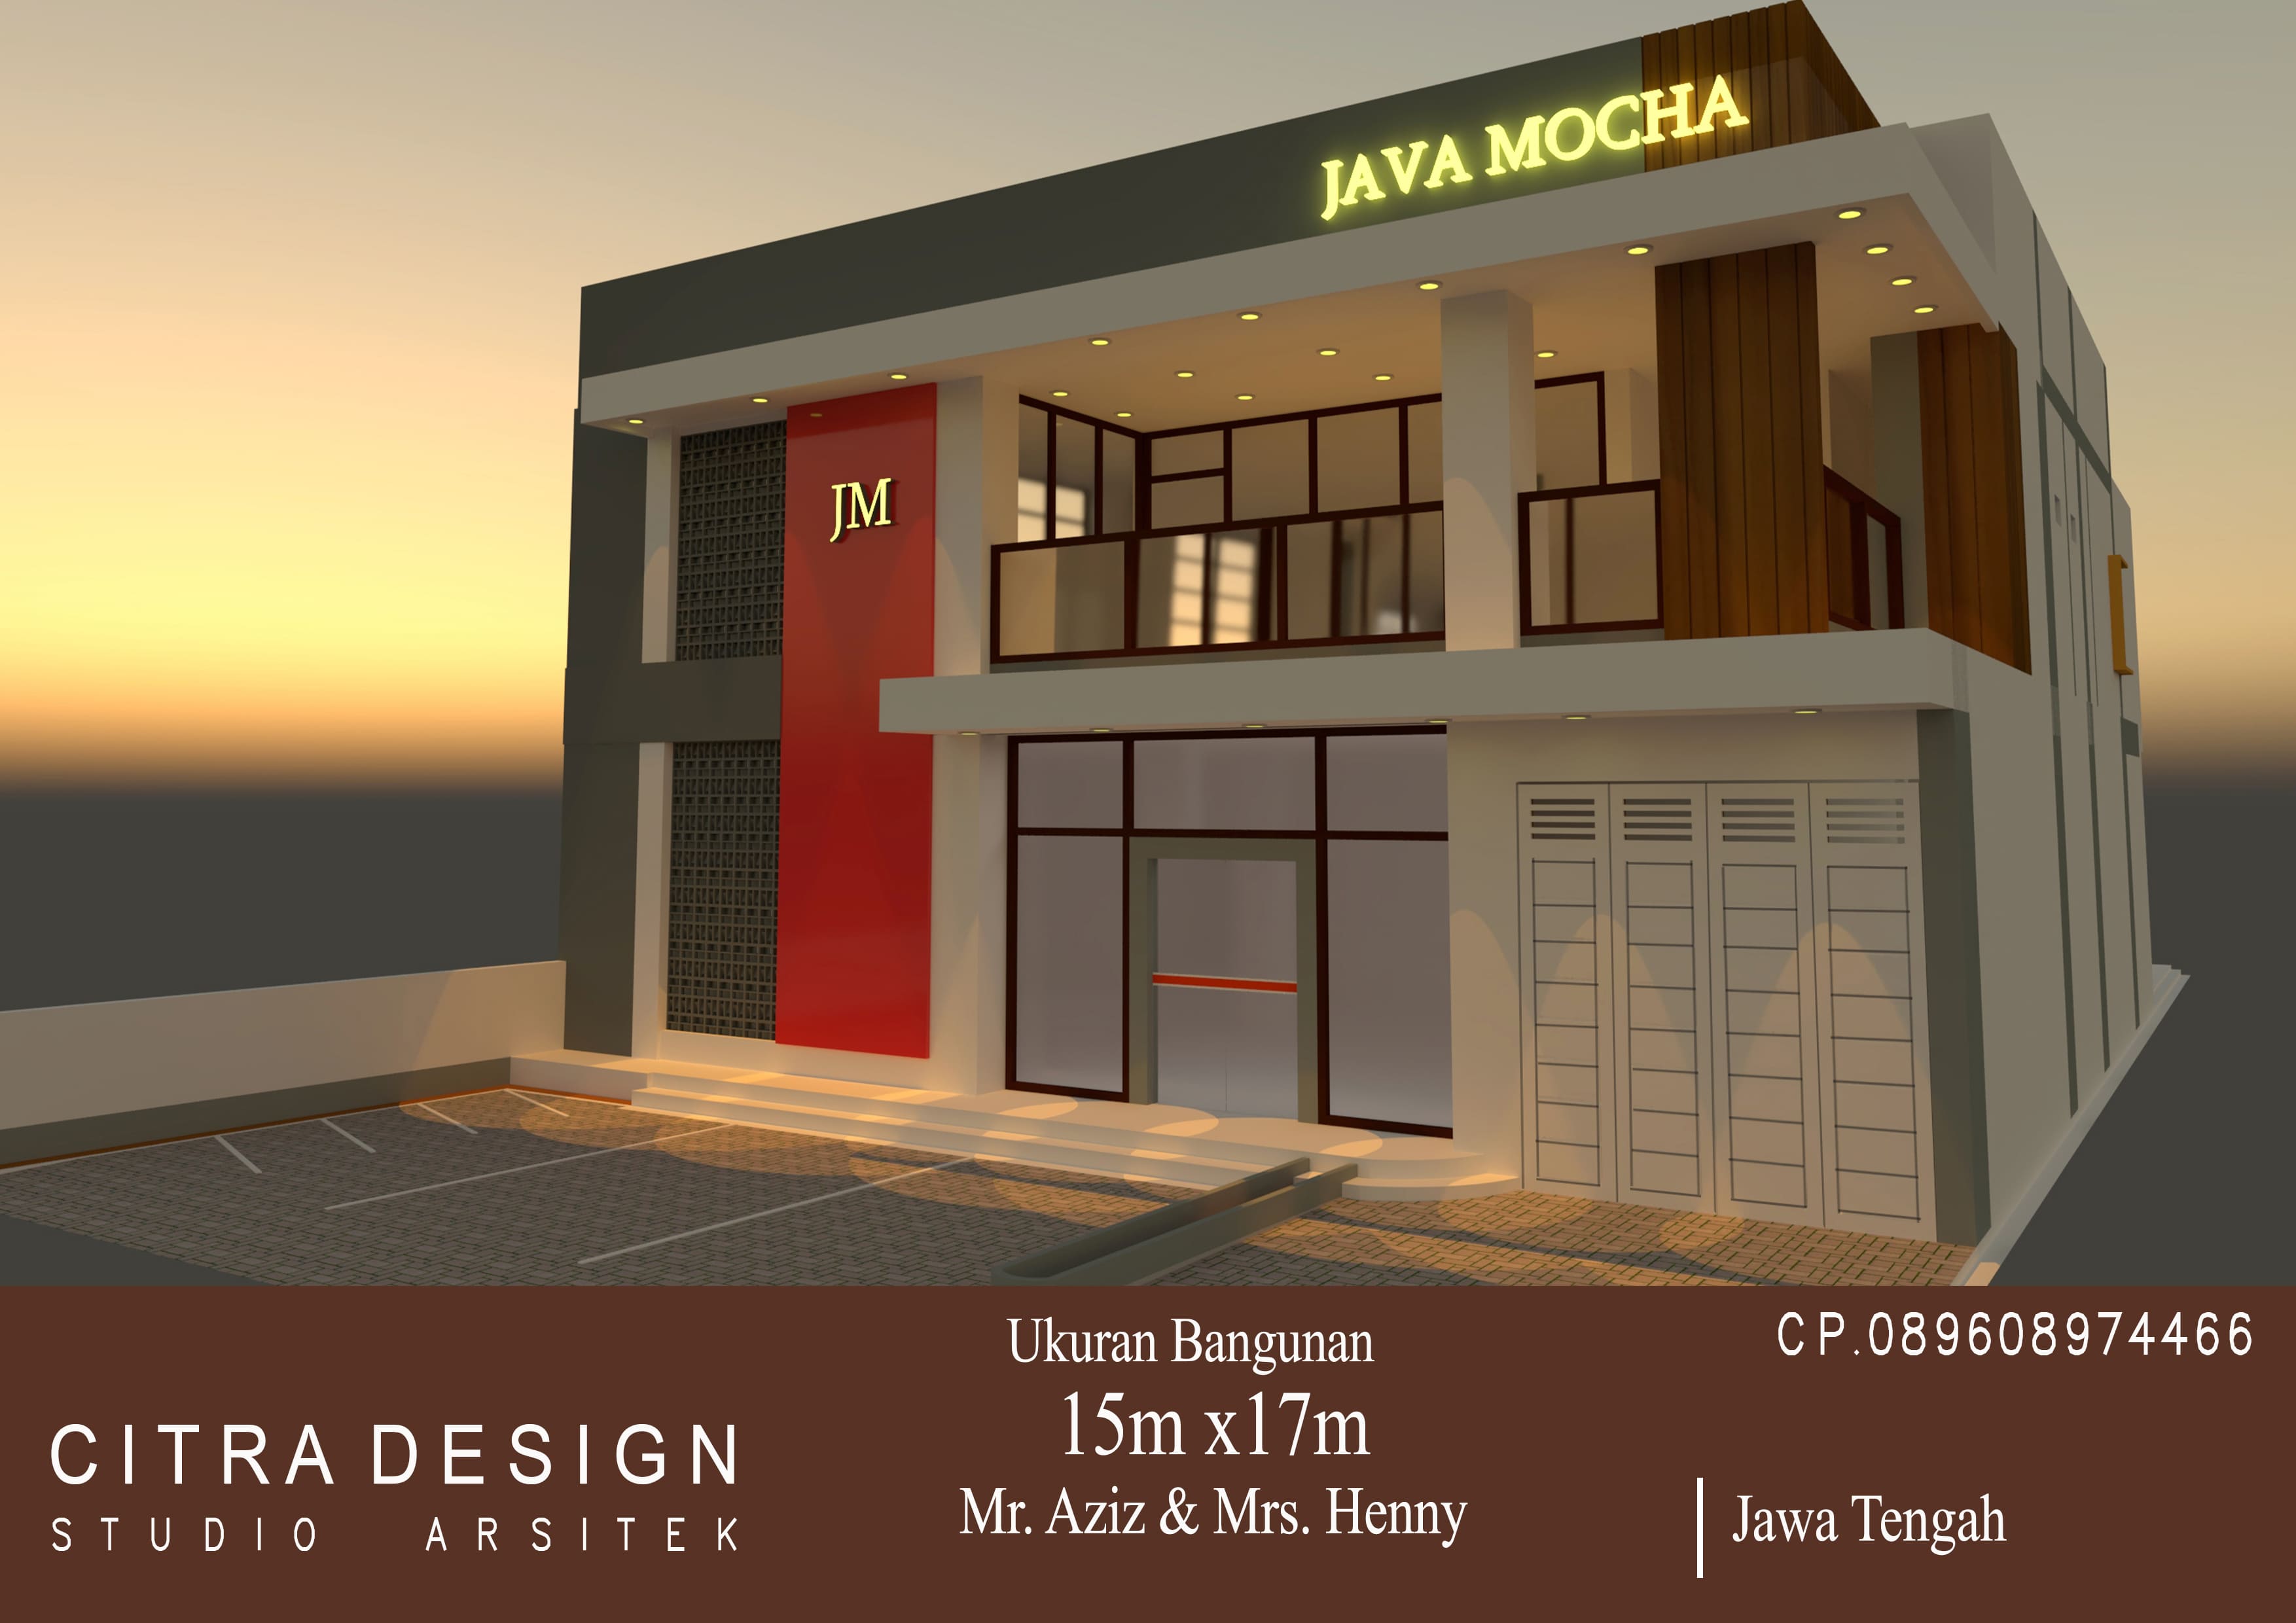 JAVA MOCHA
JM
Ukuran Bangunan
15m x17m
Mr. Aziz & Mrs. Henny
CP.089608974466
CITRA DESIGN
STUDIO ARSITEK
Jawa Tengah